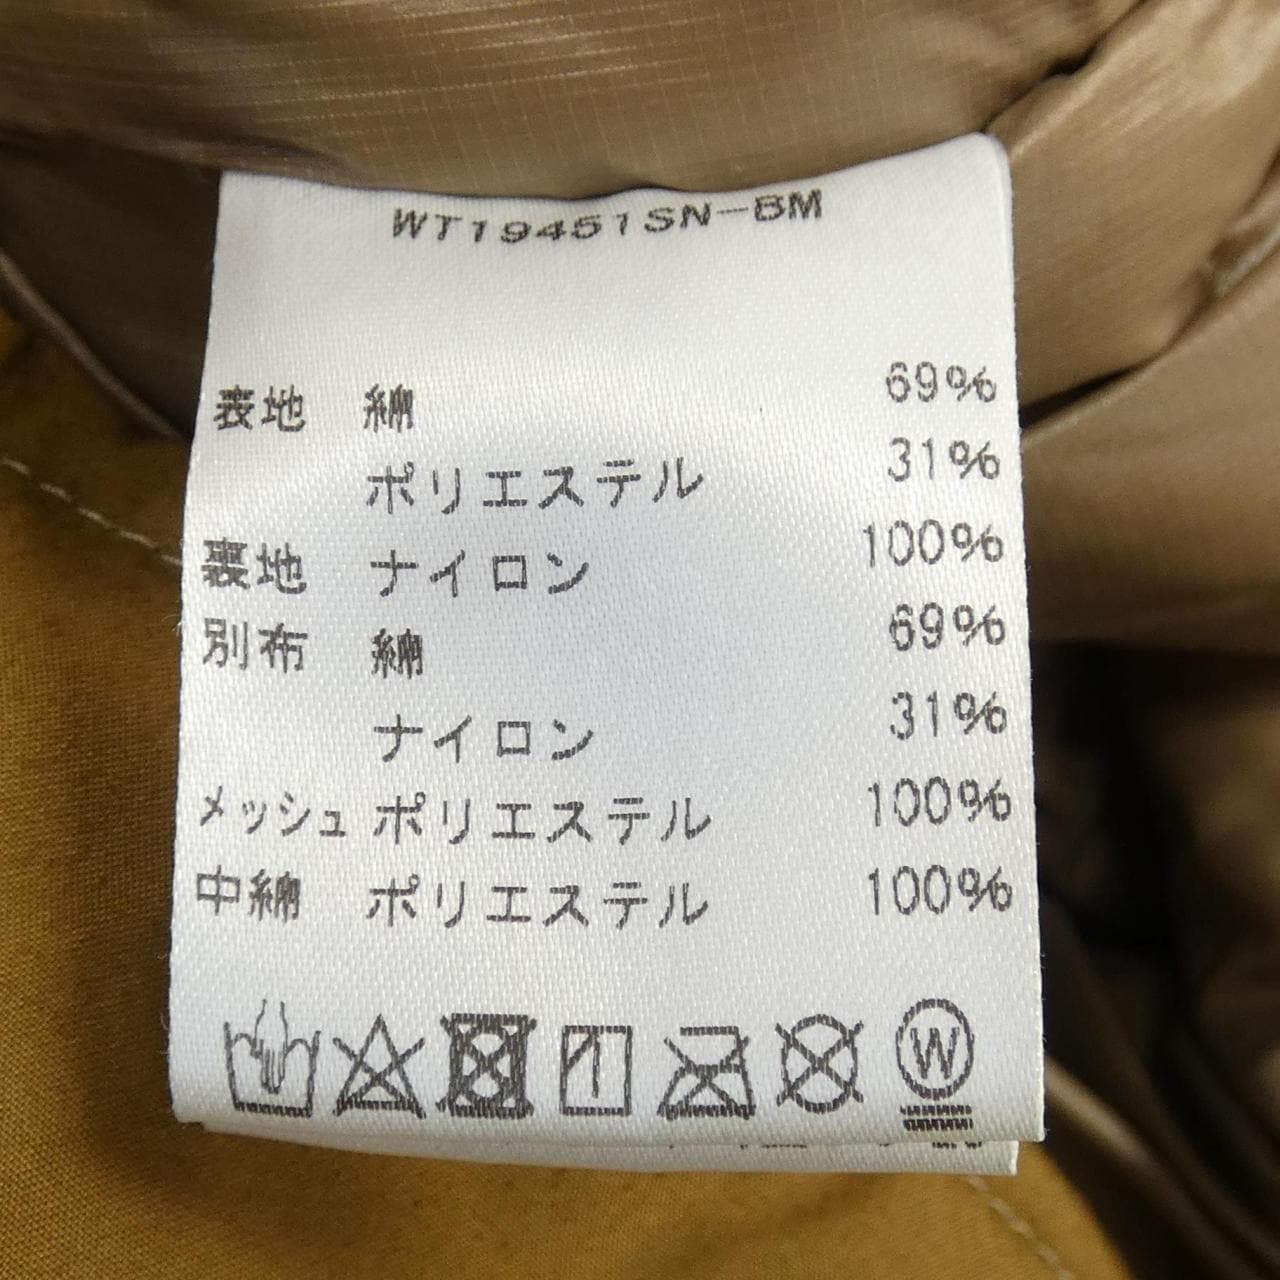 WT19451SN-BM
表地 綿 69%
ポリエステル 31%
裏地 ナイロン 100%
別布 綿 69%
ナイロン 31%
メッシュ ポリエステル 100%
中綿 ポリエステル 100%
W